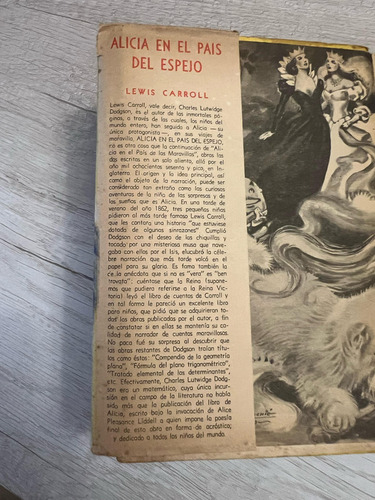 ALICIA EN EL PAIS
DEL ESPEJO
LEWIS CARROLL
Lewis Carroll, vale decir, Charles Lutwidge
Dodgson, es el autor de las inmortales pá-
ginas, a través de las cuales, los niños del
mundo entero, han seguido a Alicia —su
única protagonista—, en sus viajes de
maravilla. ALICIA EN EL PAIS DEL ESPEJO,
no es otra cosa que la continuación de "Ali-
cia en el País de las Maravillas", obras las
dos escritas en un solo aliento, allá por el
año mil ochocientos sesenta y pico, en In-
glaterra. El origen y la idea principal, así
como el objeto de la narración, puede ser
considerado tan extraño como las curiosas
aventuras de la niña de las sorpresas y de
los sueños que es Alicia. En una tarde de
verano del año 1862, tres pequeñas niñas
pidieron al más tarde famoso Lewis Carroll,
que les contara una historia "que estuviese
dotada de algunas sinrazones". Cumplió
Dodgson con el deseo de las chiquillas y
tocado por una misteriosa musa que nave-
gaba con ellos por el Isis, elucubró la céle-
bre narración que más tarde volcó en el
papel para su gloria. Es fama también la
de la anécdota que si no es "vera" es "ben
trovata": cuéntase que la Reina (supone-
mos que pudiera referirse a la Reina Vic-
toria) leyó el libro de cuentos de Carroll y
en tal forma le pareció un excelente libro
para niños, que pidió que se adquirieran to-
das las obras publicadas por el autor, a fin
de constatar si en ellas se mantenía su ca-
lidad de narrador de cuentos maravillosos.
No poca fué su sorpresa al descubrir que
las obras restantes de Dodgson traían títu-
los como éstos: "Compendio de la geometría
plana", "Fórmula del plano trigonométrico",
"Tratado elemental de los determinantes",
etc. Efectivamente, Charles Lutwidge Dodg-
son era un matemático, cuya única incur-
sión en el campo de la literatura no había
sido más que la publicación del libro de
Alicia, escrito bajo la invocación de Alice
Pleasance Liddell a quien impone la poesía
final de esta obra en forma de acróstico;
y dedicado a todos los niños del mundo